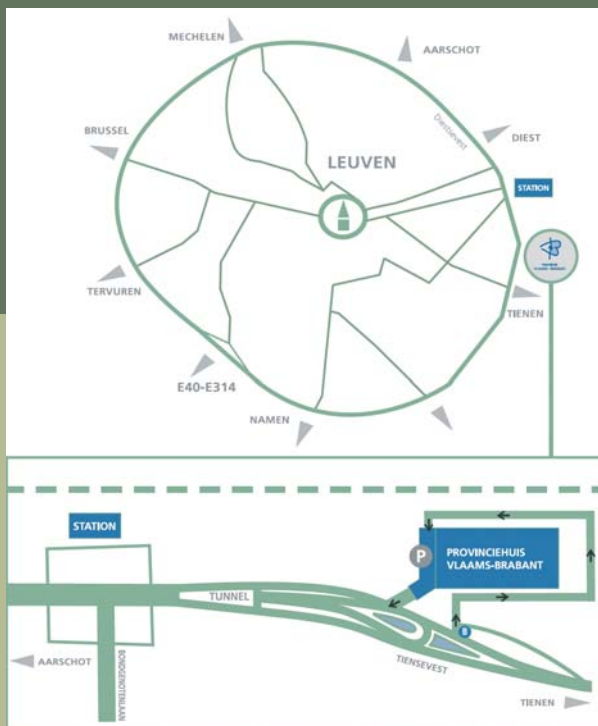 MECHELEN
AARSCHOT
Diestsevest
BRUSSEL
DIEST
LEUVEN
STATION
TERVUREN
TIENEN
E40-E314
NAMEN
STATION
P
PROVINCIEHUIS
VLAAMS-BRABANT
TUNNEL
B
TIENSEVEST
AARSCHOT
BONDGENOTENLAAN
TIENEN